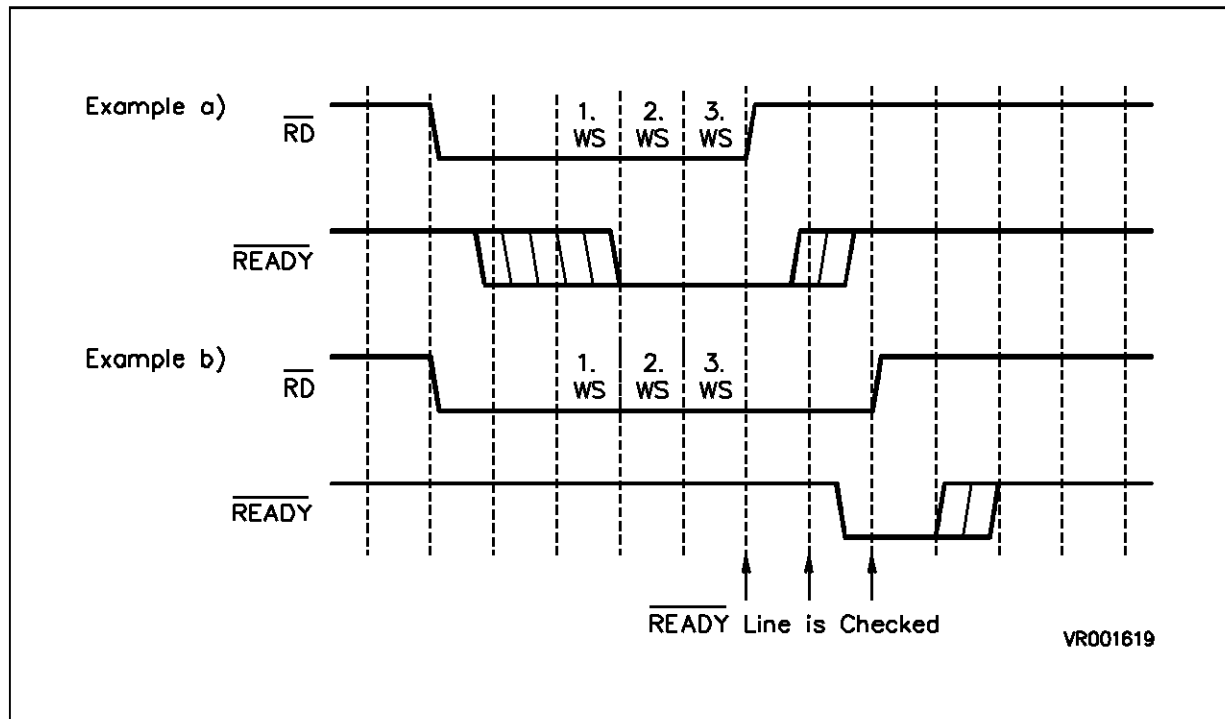 Example a)
RD
1. WS
2. WS
3. WS
READY
Example b)
RD
1. WS
2. WS
3. WS
READY
READY Line is Checked
VR001619